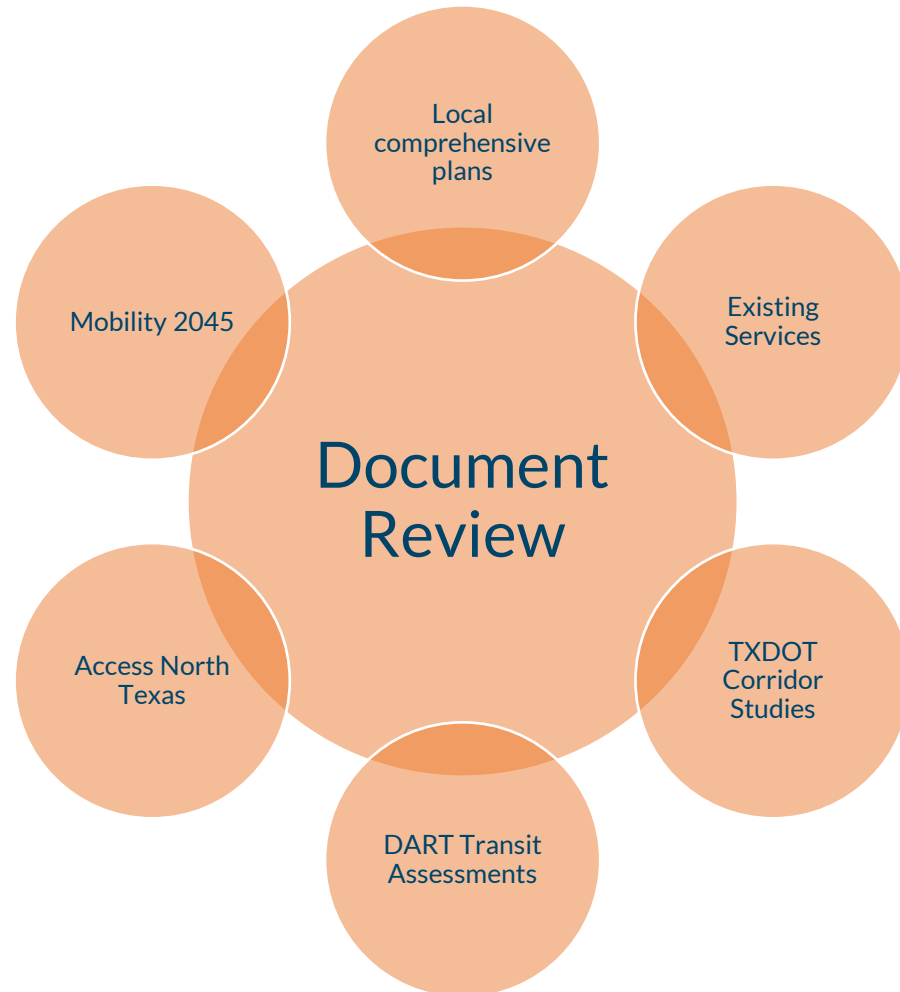 Local
comprehensive
plans
Mobility 2045
Existing
Services
Document
Review
Access North
Texas
TXDOT
Corridor
Studies
DART Transit
Assessments